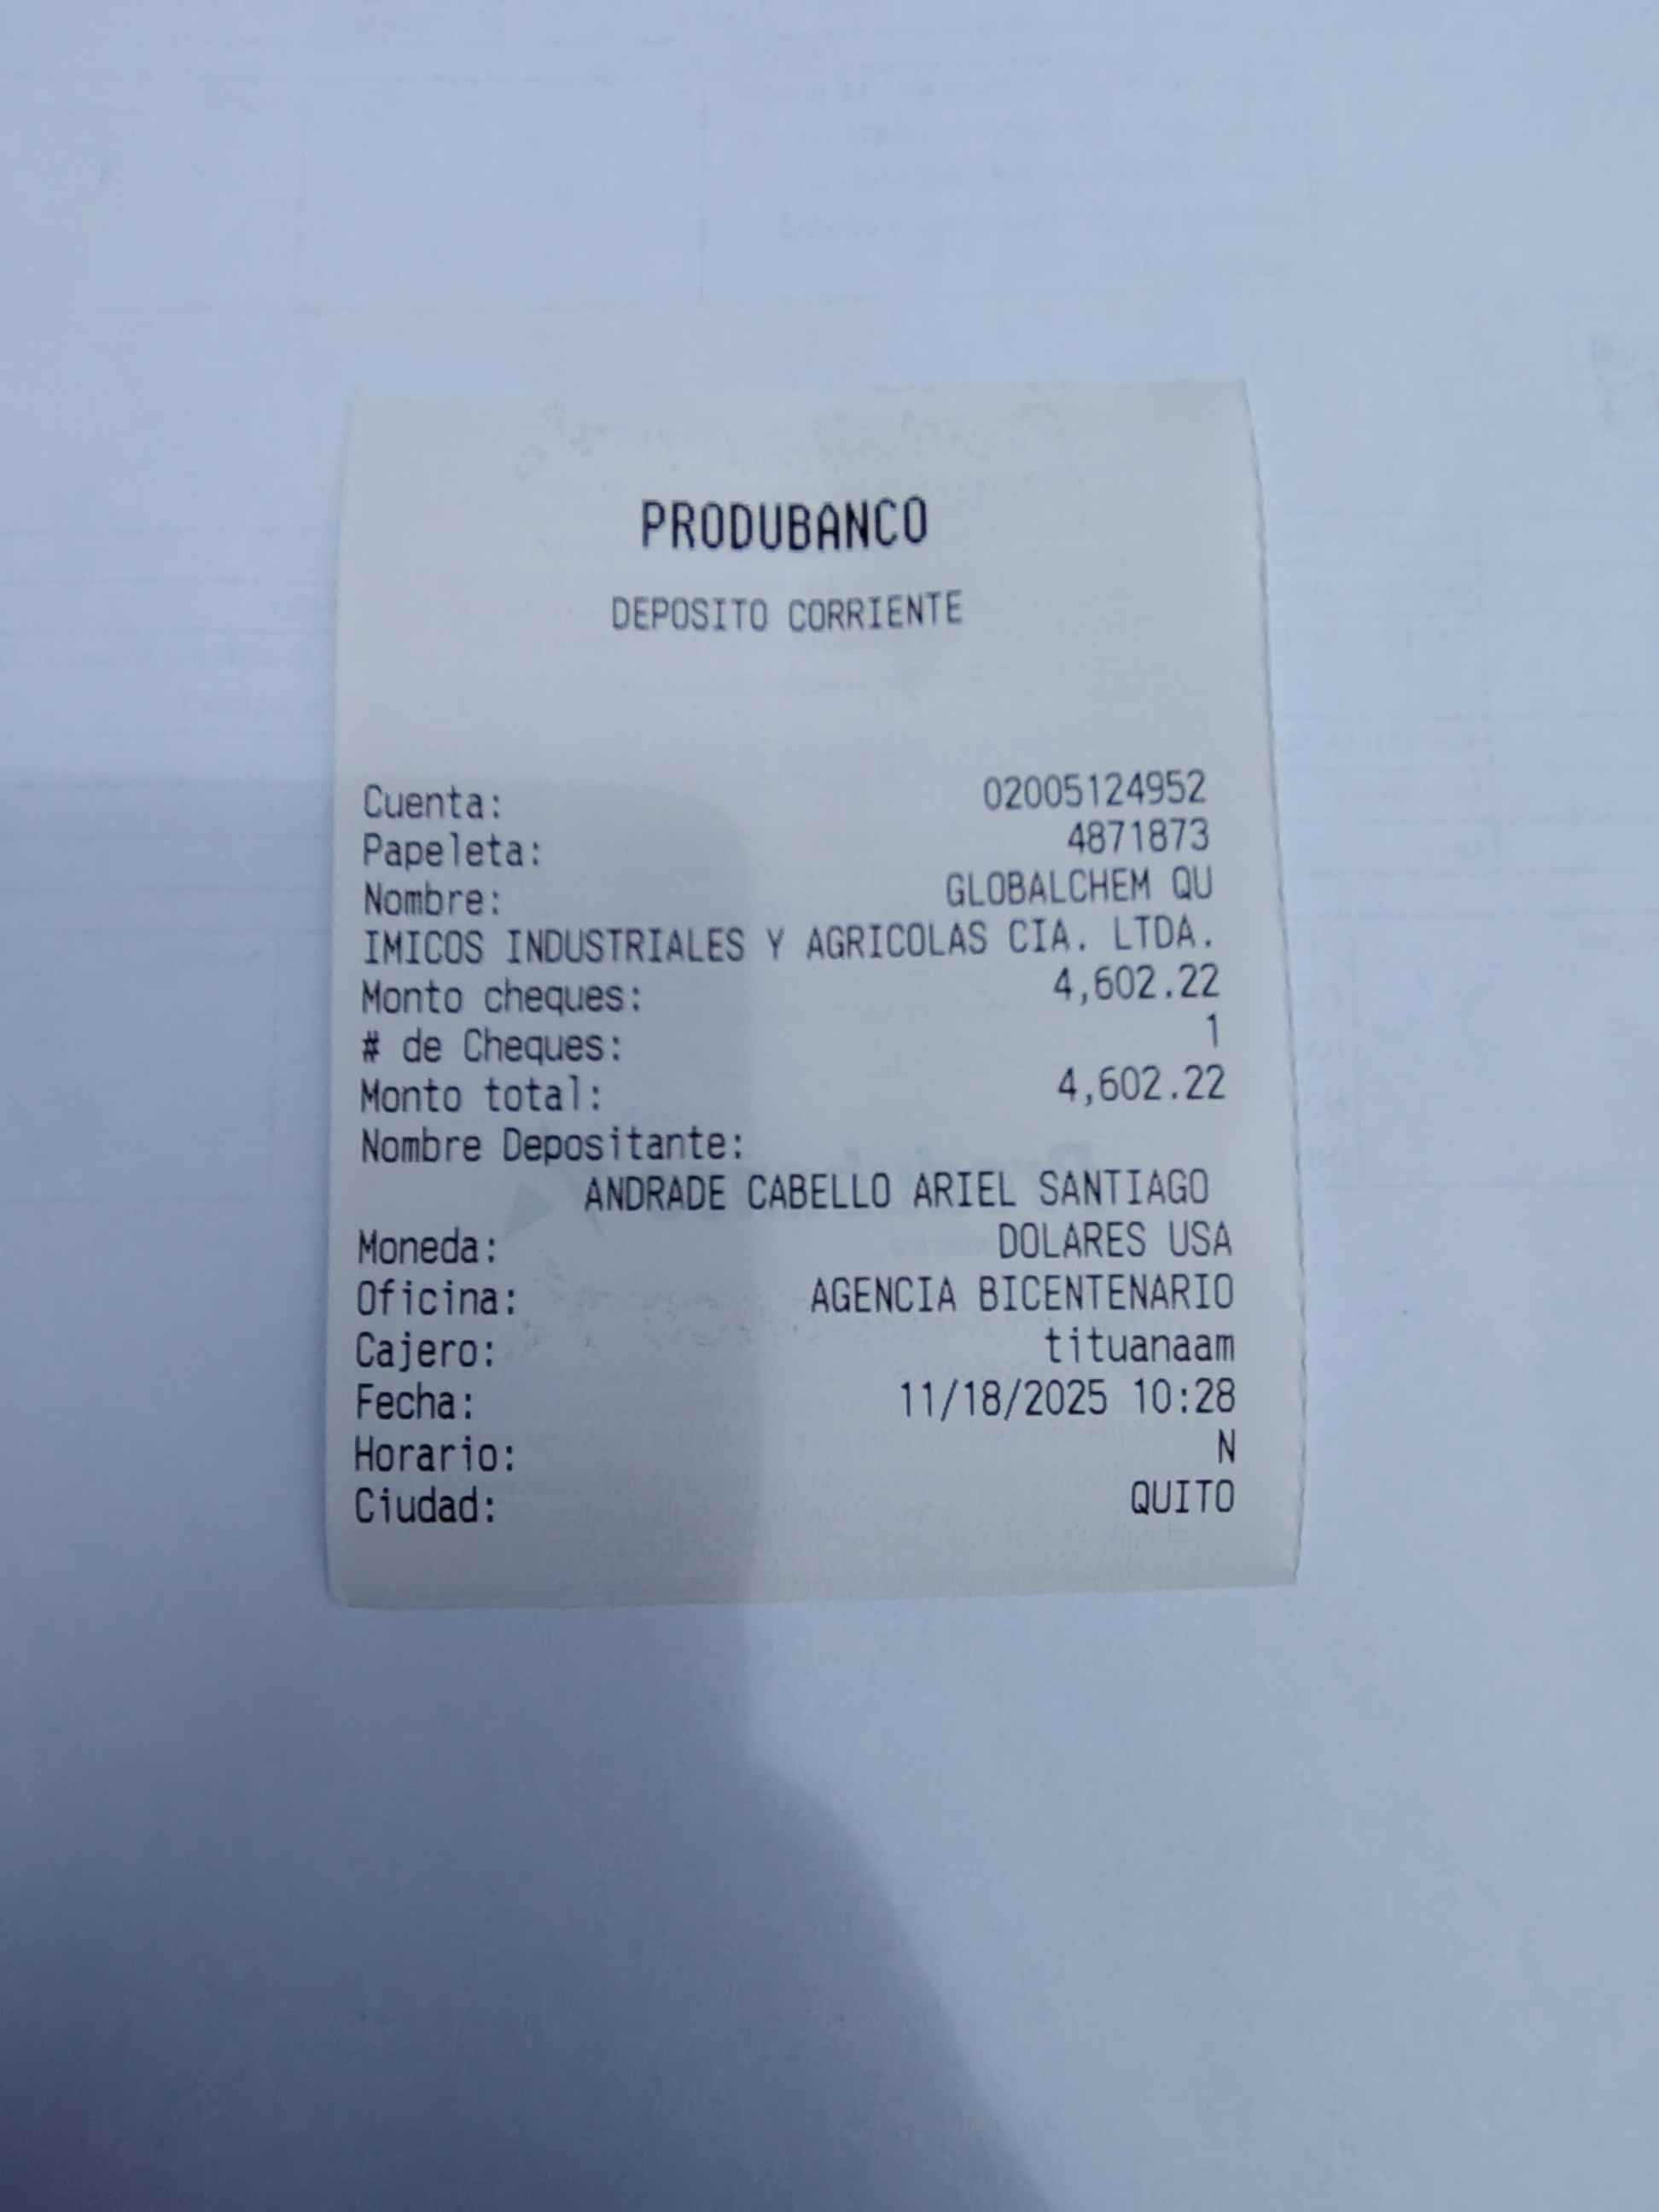 PRODUBANCO
DEPOSITO CORRIENTE
Cuenta: 02005124952
Papeleta: 4871873
Nombre: GLOBALCHEM QU
IMICOS INDUSTRIALES Y AGRICOLAS CIA. LTDA.
Monto cheques: 4,602.22
# de Cheques: 1
Monto total: 4,602.22
Nombre Depositante:
ANDRADE CABELLO ARIEL SANTIAGO
Moneda: DOLARES USA
Oficina: AGENCIA BICENTENARIO
Cajero: tituanaam
Fecha: 11/18/2025 10:28
Horario: N
Ciudad: QUITO